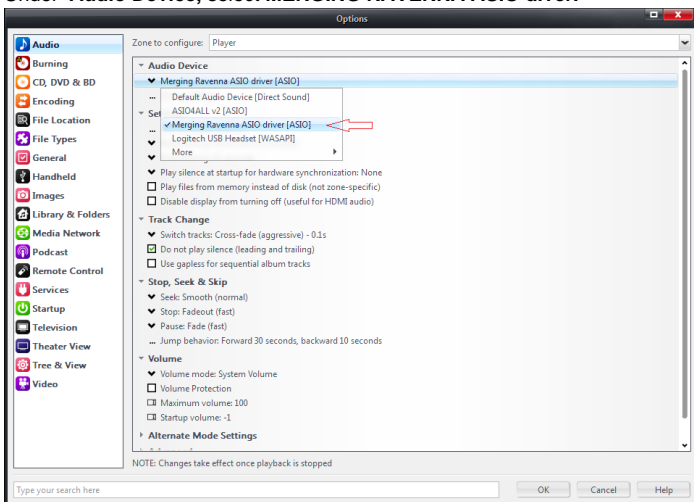 Under "Audio Device, select MERGING RAVENNA ASIO driver.
Options
Audio
Burning
CD, DVD & BD
Encoding
File Location
File Types
General
Handheld
Images
Library & Folders
Media Network
Podcast
Remote Control
Services
Startup
Television
Theater View
Tree & View
Video
Zone to configure: Player
Audio Device
Merging Ravenna ASIO driver [ASIO]
Default Audio Device [Direct Sound]
ASIO4ALL v2 [ASIO]
Merging Ravenna ASIO driver [ASIO]
Logitech USB Headset [WASAPI]
More
Play silence at startup for hardware synchronization: None
Play files from memory instead of disk (not zone-specific)
Disable display from turning off (useful for HDMI audio)
Track Change
Switch tracks: Cross-fade (aggressive) - 0.1s
Do not play silence (leading and trailing)
Use gapless for sequential album tracks
Stop, Seek & Skip
Seek: Smooth (normal)
Stop: Fadeout (fast)
Pause: Fade (fast)
... Jump behavior: Forward 30 seconds, backward 10 seconds
Volume
Volume mode: System Volume
Volume Protection
Maximum volume: 100
Startup volume: -1
Alternate Mode Settings
NOTE: Changes take effect once playback is stopped
Type your search here
OK Cancel Help